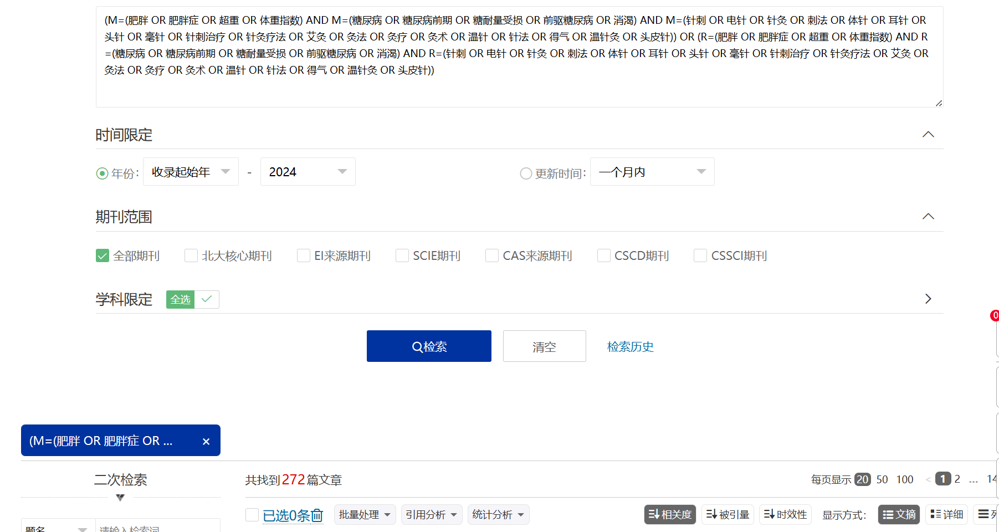 (M=(肥胖 OR 肥胖症 OR 超重 OR 体重指数) AND M=(糖尿病 OR 糖尿病前期 OR 糖耐量受损 OR 前驱糖尿病 OR 消渴) AND M=(针刺 OR 电针 OR 针灸 OR 刺法 OR 体针 OR 耳针 OR
头针 OR 毫针 OR 针刺治疗 OR 针灸疗法 OR 艾灸 OR 灸法 OR 灸疗 OR 灸术 OR 温针 OR 针法 OR 得气 OR 温针灸 OR 头皮针)) OR (R=(肥胖 OR 肥胖症 OR 超重 OR 体重指数) AND R
=(糖尿病 OR 糖尿病前期 OR 糖耐量受损 OR 前驱糖尿病 OR 消渴) AND R=(针刺 OR 电针 OR 针灸 OR 刺法 OR 体针 OR 耳针 OR 头针 OR 毫针 OR 针刺治疗 OR 针灸疗法 OR 艾灸 OR
灸法 OR 灸疗 OR 灸术 OR 温针 OR 针法 OR 得气 OR 温针灸 OR 头皮针))
时间限定
年份: 收录起始年 - 2024 更新时间: 一个月内
期刊范围
全部期刊 北大核心期刊 EI来源期刊 SCIE期刊 CAS来源期刊 CSCD期刊 CSSCI期刊
学科限定 全选
0
检索 清空 检索历史
(M=(肥胖 OR 肥胖症 OR ... ×
二次检索 共找到272篇文章 每页显示 20 50 100 < 1 2 ... 14
已选0条 批量处理 引用分析 统计分析 相关度 被引量 时效性 显示方式: 文摘 详细
题名 请输入检索词